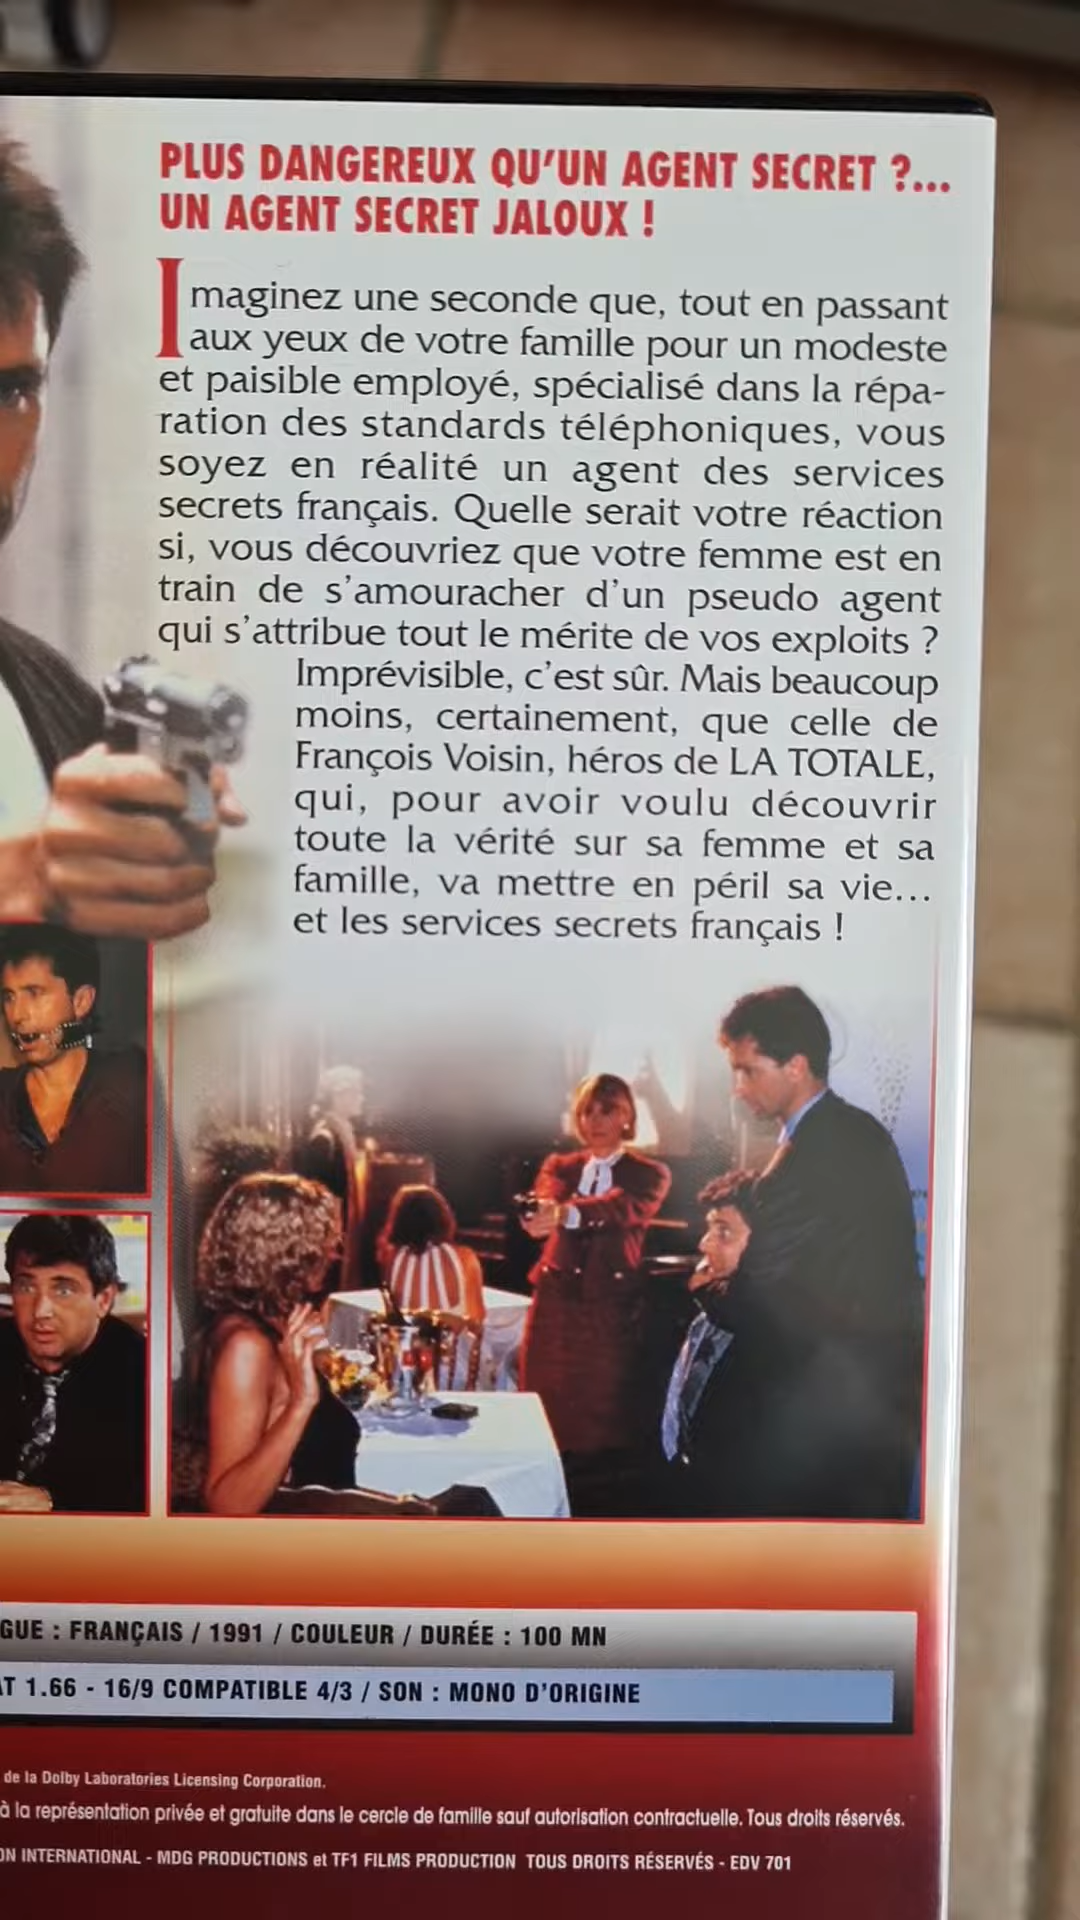 PLUS DANGEREUX QU'UN AGENT SECRET ?...
UN AGENT SECRET JALOUX !
Imaginez une seconde que, tout en passant
aux yeux de votre famille pour un modeste
et paisible employé, spécialisé dans la répa-
ration des standards téléphoniques, vous
soyez en réalité un agent des services
secrets français. Quelle serait votre réaction
si, vous découvriez que votre femme est en
train de s'amouracher d'un pseudo agent
qui s'attribue tout le mérite de vos exploits ?
Imprévisible, c'est sûr. Mais beaucoup
moins, certainement, que celle de
François Voisin, héros de LA TOTALE,
qui, pour avoir voulu découvrir
toute la vérité sur sa femme et sa
famille, va mettre en péril sa vie...
et les services secrets français !
GUE : FRANÇAIS / 1991 / COULEUR / DURÉE : 100 MN
AT 1.66 - 16/9 COMPATIBLE 4/3 / SON : MONO D'ORIGINE
de la Dolby Laboratories Licensing Corporation.
à la représentation privée et gratuite dans le cercle de famille sauf autorisation contractuelle. Tous droits réservés.
ON INTERNATIONAL - MDG PRODUCTIONS et TF1 FILMS PRODUCTION TOUS DROITS RÉSERVÉS - EDV 701